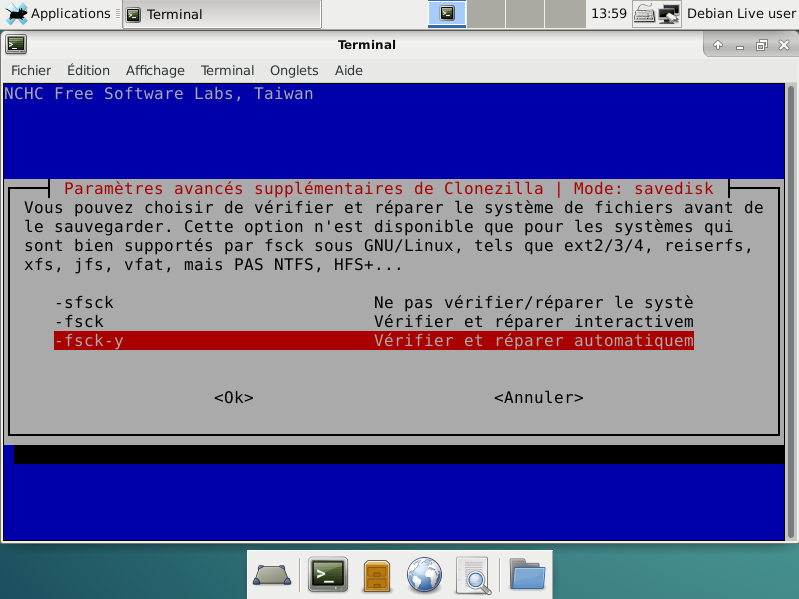 Applications
Terminal
13:59
Debian Live user
Terminal
Fichier Édition Affichage Terminal Onglets Aide
NCHC Free Software Labs, Taiwan
Paramètres avancés supplémentaires de Clonezilla | Mode: savedisk
Vous pouvez choisir de vérifier et réparer le système de fichiers avant de
le sauvegarder. Cette option n'est disponible que pour les systèmes qui
sont bien supportés par fsck sous GNU/Linux, tels que ext2/3/4, reiserfs,
xfs, jfs, vfat, mais PAS NTFS, HFS+...
-sfsck Ne pas vérifier/réparer le systè
-fsck Vérifier et réparer interactivem
-fsck-y Vérifier et réparer automatiquem
<Ok> <Annuler>